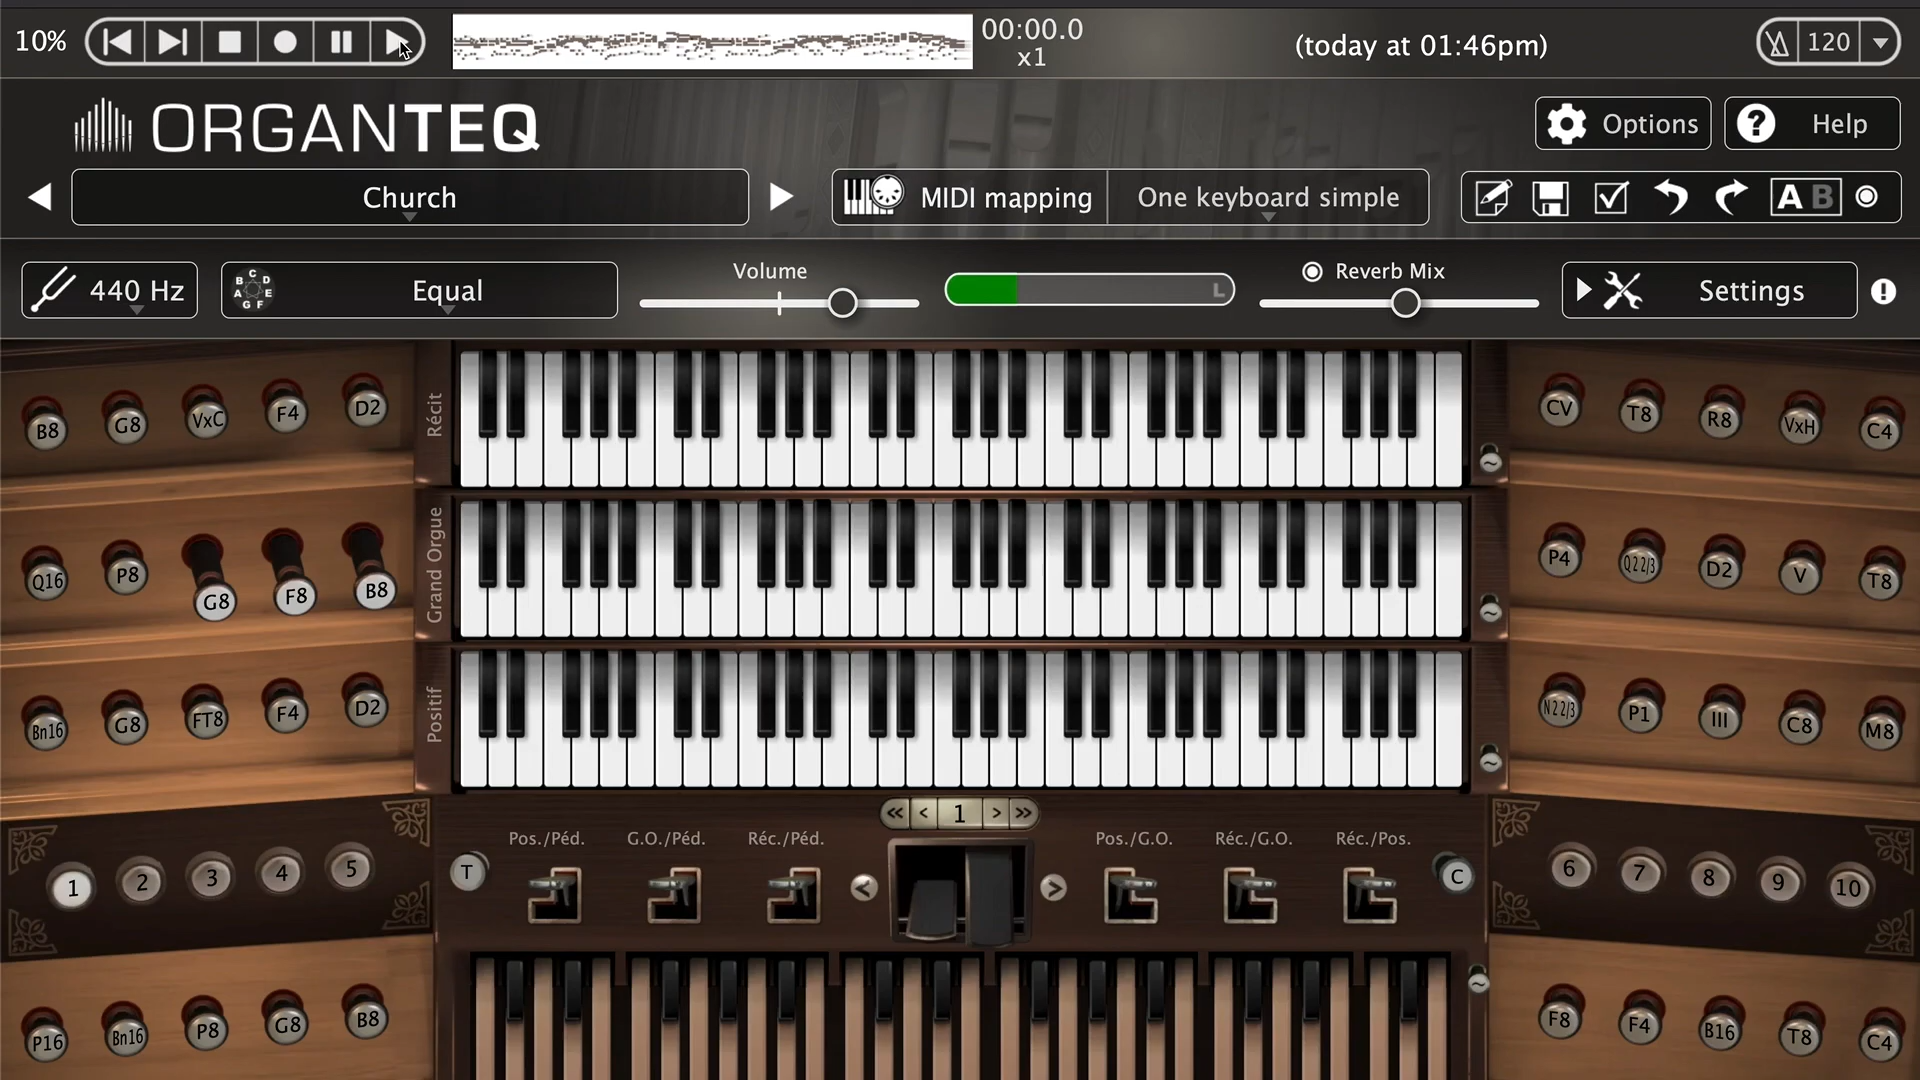 10%
00:00.0
x1
(today at 01:46pm)
120
ORGANTEQ
Options
? Help
Church
MIDI mapping
One keyboard simple
A B
440 Hz
B C D E F G A
Equal
Volume
L
Reverb Mix
Settings
B8 G8 VxC F4 D2
Récit
CV T8 R8 VxH C4
Q16 P8 G8 F8 B8
Grand Orgue
P4 Q2 2/3 D2 V T8
Bn16 G8 FT8 F4 D2
Positif
N2 2/3 P1 III C8 M8
« < 1 > »
Pos./Péd. G.O./Péd. Réc./Péd.
Pos./G.O. Réc./G.O. Réc./Pos.
1 2 3 4 5
T
< >
C
6 7 8 9 10
P16 Bn16 P8 G8 B8
F8 F4 B16 T8 C4